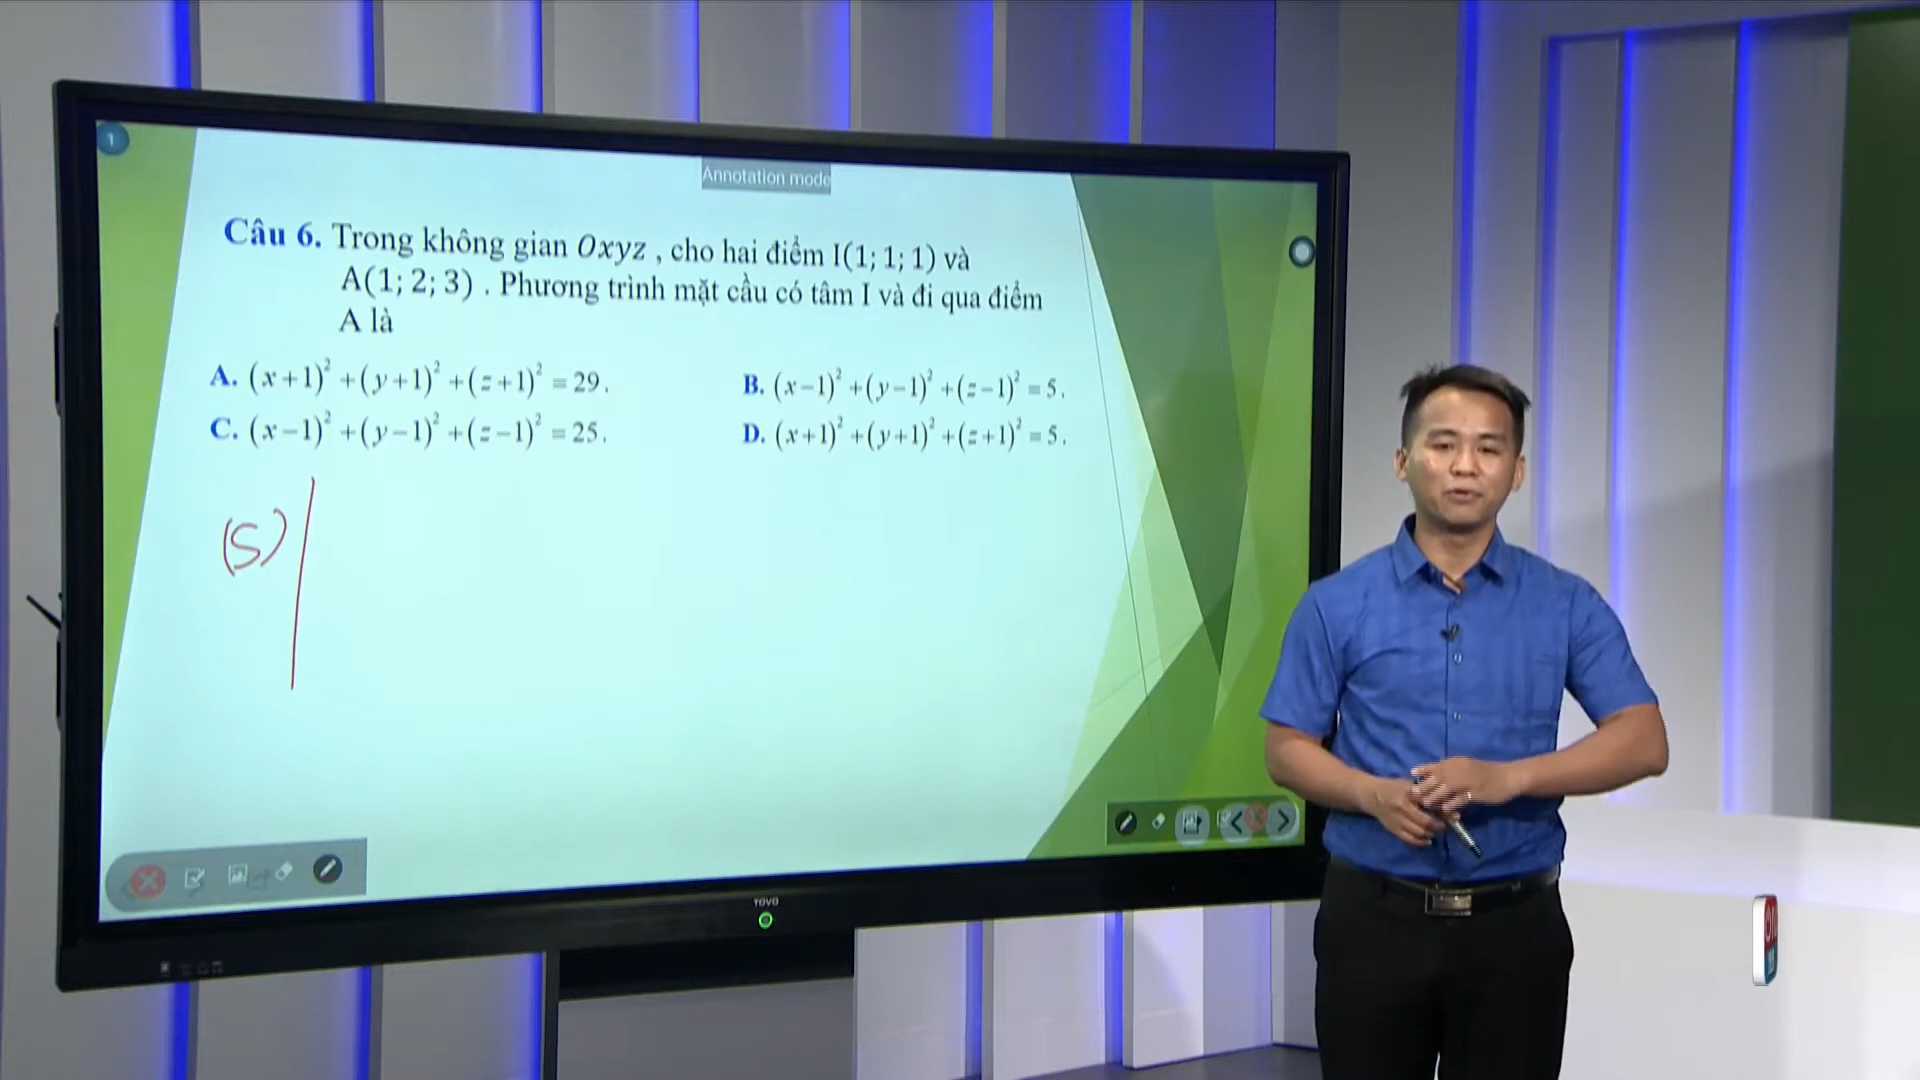 1
Annotation mode
Câu 6. Trong không gian Oxyz , cho hai điểm I(1; 1; 1) và
A(1; 2; 3) . Phương trình mặt cầu có tâm I và đi qua điểm
A là
A. (x+1)² +(y+1)² +(z+1)² = 29 .
B. (x−1)² +(y−1)² +(z−1)² = 5 .
C. (x−1)² +(y−1)² +(z−1)² = 25 .
D. (x+1)² +(y+1)² +(z+1)² = 5 .
(S)
TOVO